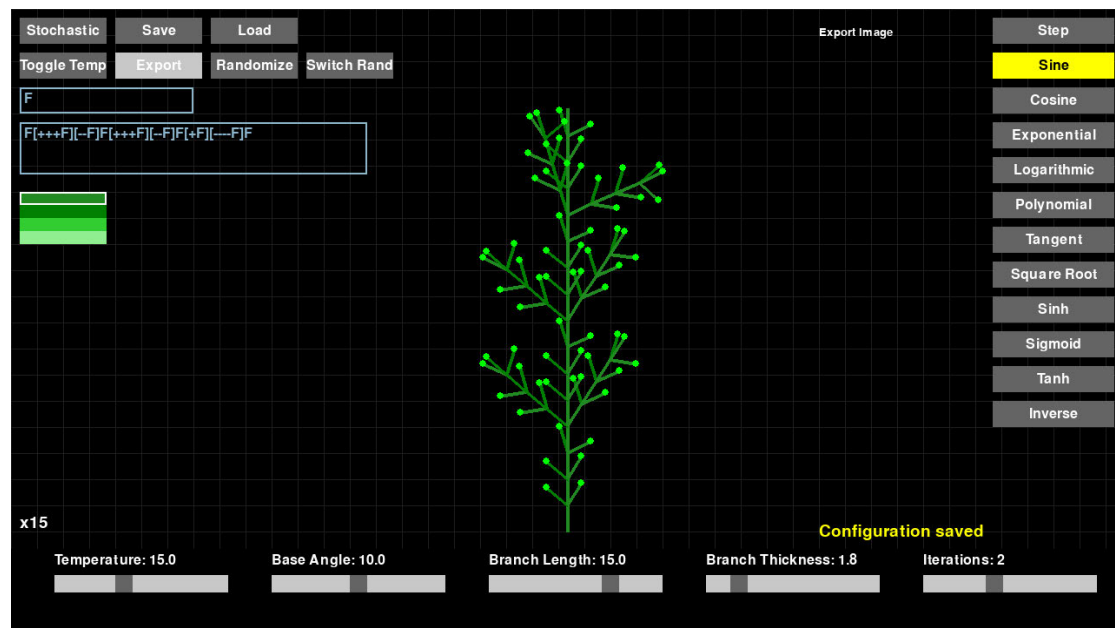 Stochastic Save Load Export Image Step
Toggle Temp Export Randomize Switch Rand Sine
F Cosine
F[+++F][--F]F[+++F][--F]F[+F][----F]F Exponential
Logarithmic
Polynomial
Tangent
Square Root
Sinh
Sigmoid
Tanh
Inverse
x15
Configuration saved
Temperature: 15.0 Base Angle: 10.0 Branch Length: 15.0 Branch Thickness: 1.8 Iterations: 2